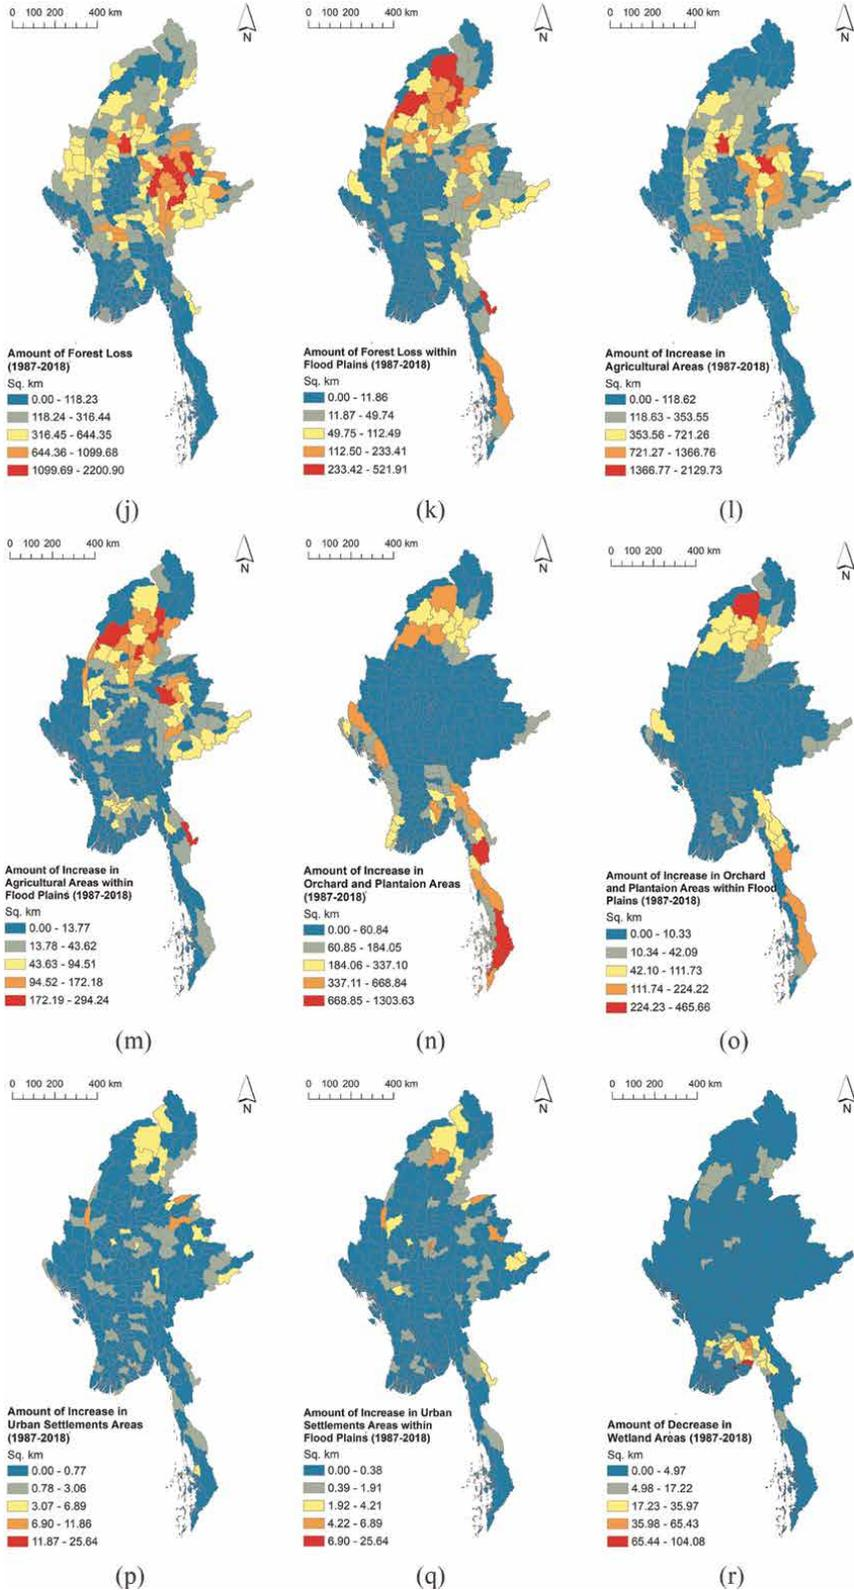 0 100 200 400 km
N
Amount of Forest Loss
(1987-2018)
Sq. km
0.00 - 118.23
118.24 - 316.44
316.45 - 644.35
644.36 - 1099.68
1099.69 - 2200.90
(j)
0 100 200 400 km
N
Amount of Forest Loss within
Flood Plains (1987-2018)
Sq. km
0.00 - 11.86
11.87 - 49.74
49.75 - 112.49
112.50 - 233.41
233.42 - 521.91
(k)
0 100 200 400 km
N
Amount of Increase in
Agricultural Areas (1987-2018)
Sq. km
0.00 - 118.62
118.63 - 353.55
353.56 - 721.26
721.27 - 1366.76
1366.77 - 2129.73
(l)
0 100 200 400 km
N
Amount of Increase in
Agricultural Areas within
Flood Plains (1987-2018)
Sq. km
0.00 - 13.77
13.78 - 43.62
43.63 - 94.51
94.52 - 172.18
172.19 - 294.24
(m)
0 100 200 400 km
N
Amount of Increase in
Orchard and Plantaion Areas
(1987-2018)
Sq. km
0.00 - 60.84
60.85 - 184.05
184.06 - 337.10
337.11 - 668.84
668.85 - 1303.63
(n)
0 100 200 400 km
N
Amount of Increase in Orchard
and Plantaion Areas within Flood
Plains (1987-2018)
Sq. km
0.00 - 10.33
10.34 - 42.09
42.10 - 111.73
111.74 - 224.22
224.23 - 465.66
(o)
0 100 200 400 km
N
Amount of Increase in
Urban Settlements Areas
(1987-2018)
Sq. km
0.00 - 0.77
0.78 - 3.06
3.07 - 6.89
6.90 - 11.86
11.87 - 25.64
(p)
0 100 200 400 km
N
Amount of Increase in Urban
Settlements Areas within
Flood Plains (1987-2018)
Sq. km
0.00 - 0.38
0.39 - 1.91
1.92 - 4.21
4.22 - 6.89
6.90 - 25.64
(q)
0 100 200 400 km
N
Amount of Decrease in
Wetland Areas (1987-2018)
Sq. km
0.00 - 4.97
4.98 - 17.22
17.23 - 35.97
35.98 - 65.43
65.44 - 104.08
(r)